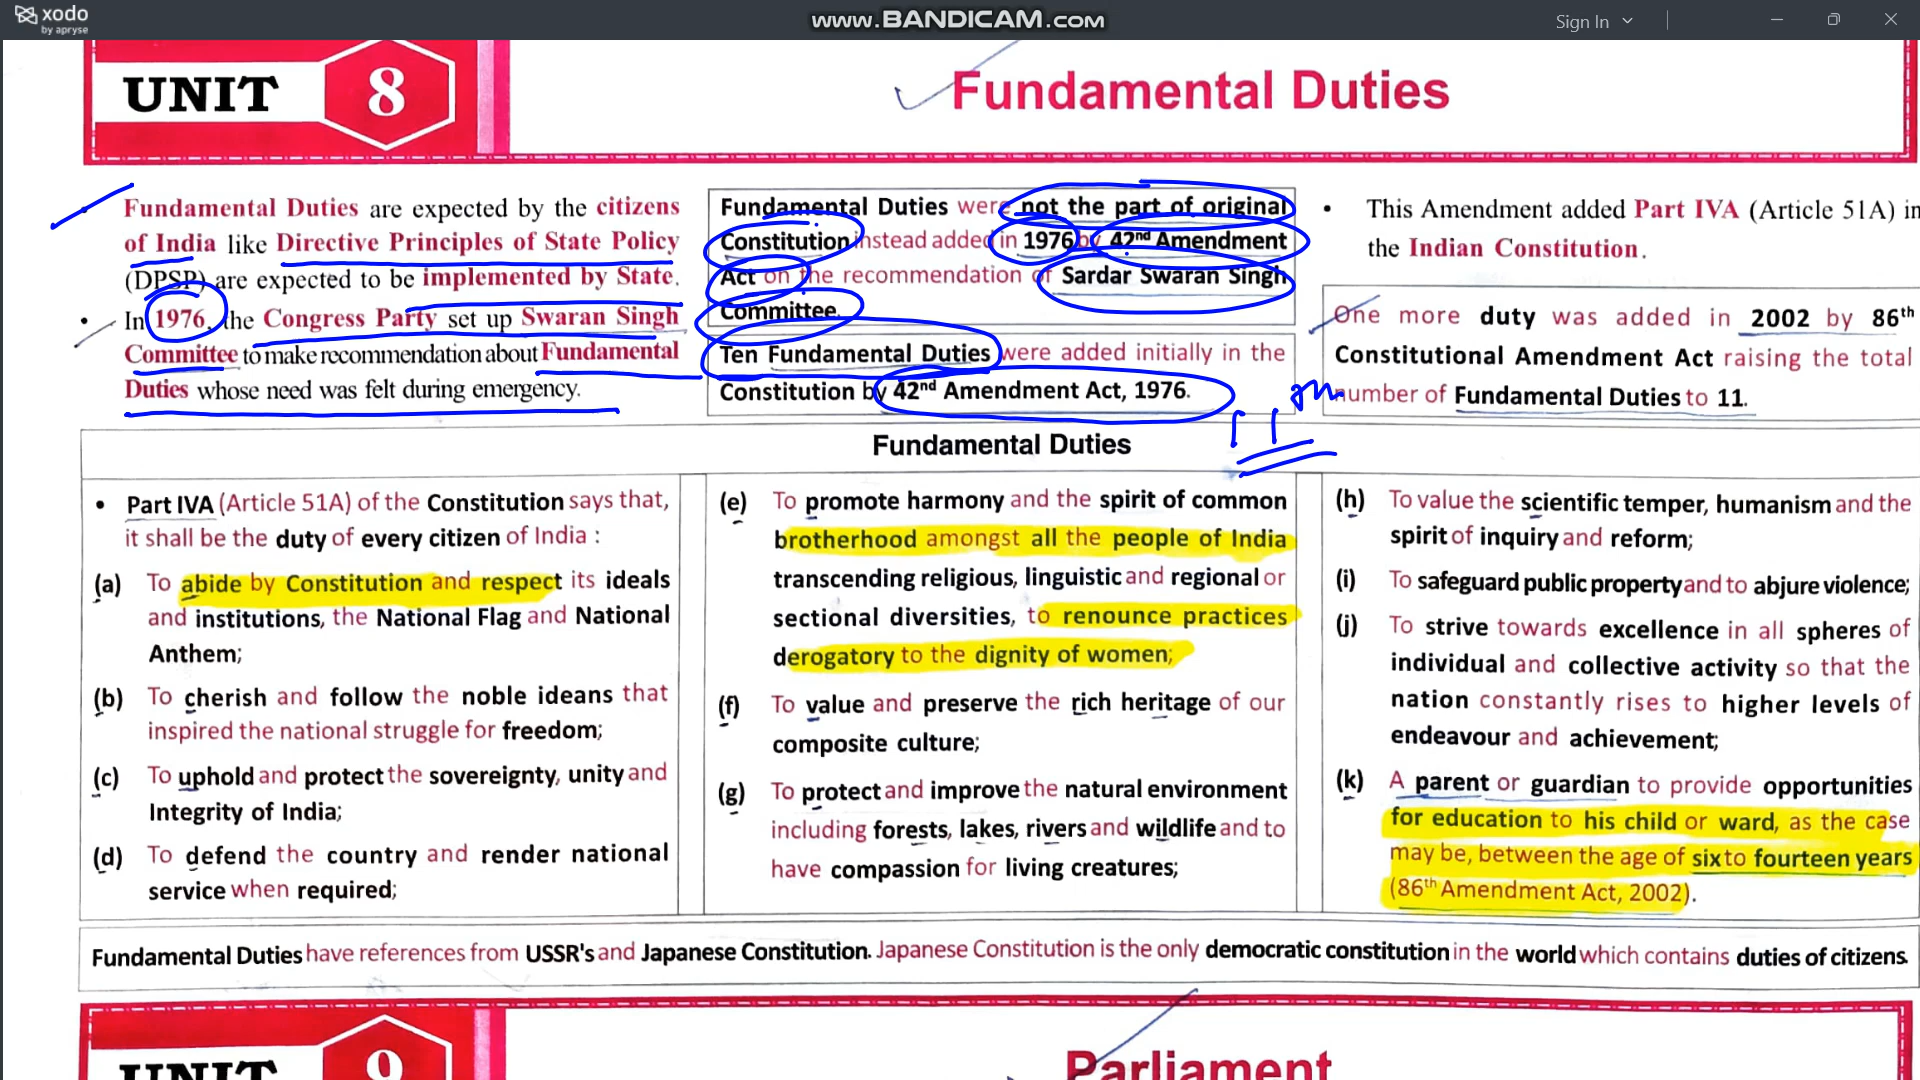 xodo
by apryse
www.BANDICAM.com
Sign In
UNIT 8
Fundamental Duties
Fundamental Duties are expected by the citizens
of India like Directive Principles of State Policy
(DPSP) are expected to be implemented by State.
• In 1976, the Congress Party set up Swaran Singh
Committee to make recommendation about Fundamental
Duties whose need was felt during emergency.
Fundamental Duties were not the part of original
Constitution instead added in 1976 by 42nd Amendment
Act on the recommendation of Sardar Swaran Singh
Committee.
Ten Fundamental Duties were added initially in the
Constitution by 42nd Amendment Act, 1976.
• This Amendment added Part IVA (Article 51A) in
the Indian Constitution.
One more duty was added in 2002 by 86th
Constitutional Amendment Act raising the total
number of Fundamental Duties to 11.
11
Fundamental Duties
• Part IVA (Article 51A) of the Constitution says that,
it shall be the duty of every citizen of India :
(a) To abide by Constitution and respect its ideals
and institutions, the National Flag and National
Anthem;
(b) To cherish and follow the noble ideans that
inspired the national struggle for freedom;
(c) To uphold and protect the sovereignty, unity and
Integrity of India;
(d) To defend the country and render national
service when required;
(e) To promote harmony and the spirit of common
brotherhood amongst all the people of India
transcending religious, linguistic and regional or
sectional diversities, to renounce practices
derogatory to the dignity of women;
(f) To value and preserve the rich heritage of our
composite culture;
(g) To protect and improve the natural environment
including forests, lakes, rivers and wildlife and to
have compassion for living creatures;
(h) To value the scientific temper, humanism and the
spirit of inquiry and reform;
(i) To safeguard public property and to abjure violence;
(j) To strive towards excellence in all spheres of
individual and collective activity so that the
nation constantly rises to higher levels of
endeavour and achievement;
(k) A parent or guardian to provide opportunities
for education to his child or ward, as the case
may be, between the age of six to fourteen years
(86th Amendment Act, 2002).
Fundamental Duties have references from USSR's and Japanese Constitution. Japanese Constitution is the only democratic constitution in the world which contains duties of citizens.
UNIT 9
Parliament